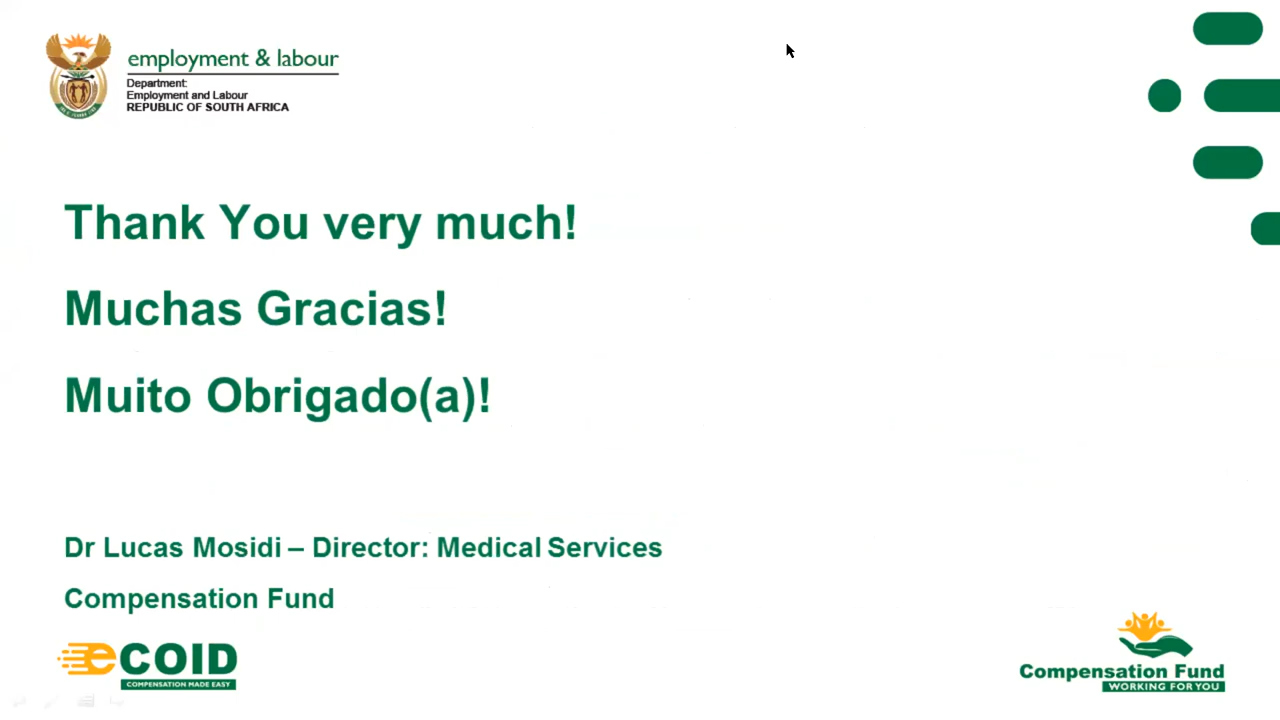 employment & labour
Department:
Employment and Labour
REPUBLIC OF SOUTH AFRICA
Thank You very much!
Muchas Gracias!
Muito Obrigado(a)!
Dr Lucas Mosidi – Director: Medical Services
Compensation Fund
eCOID
COMPENSATION MADE EASY
Compensation Fund
WORKING FOR YOU